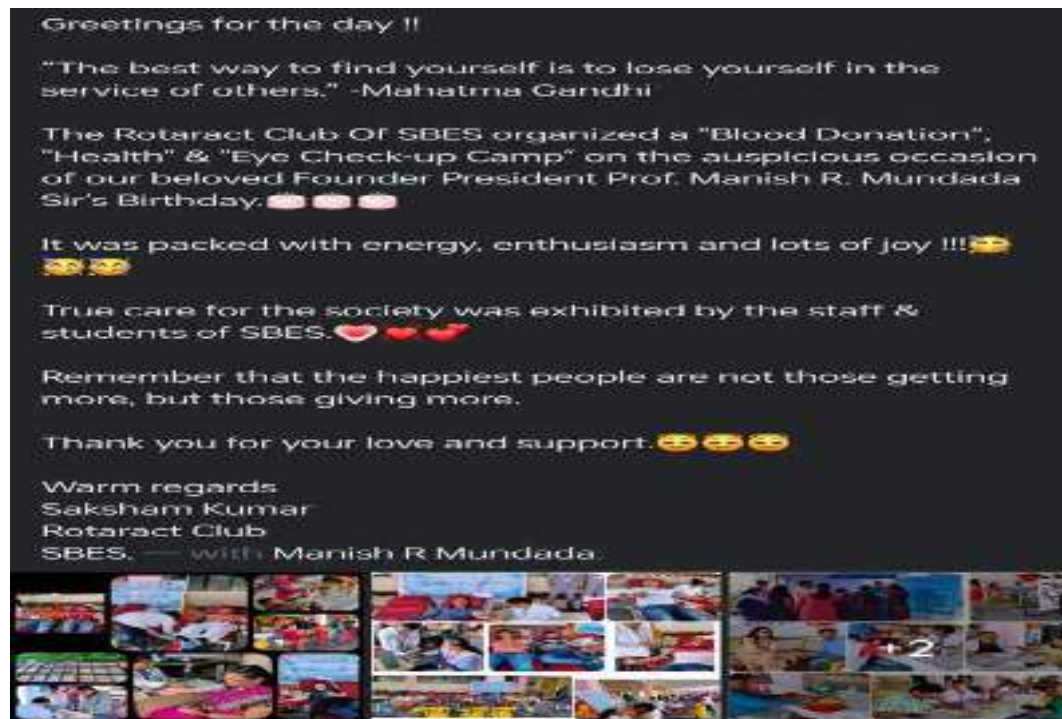 Greetings for the day !!
"The best way to find yourself is to lose yourself in the
service of others." -Mahatma Gandhi
The Rotaract Club Of SBES organized a "Blood Donation",
"Health" & "Eye Check-up Camp" on the auspicious occasion
of our beloved Founder President Prof. Manish R. Mundada
Sir's Birthday.
It was packed with energy, enthusiasm and lots of joy !!!
True care for the society was exhibited by the staff &
students of SBES.
Remember that the happiest people are not those getting
more, but those giving more.
Thank you for your love and support.
Warm regards
Saksham Kumar
Rotaract Club
SBES. — with Manish R Mundada.
+2